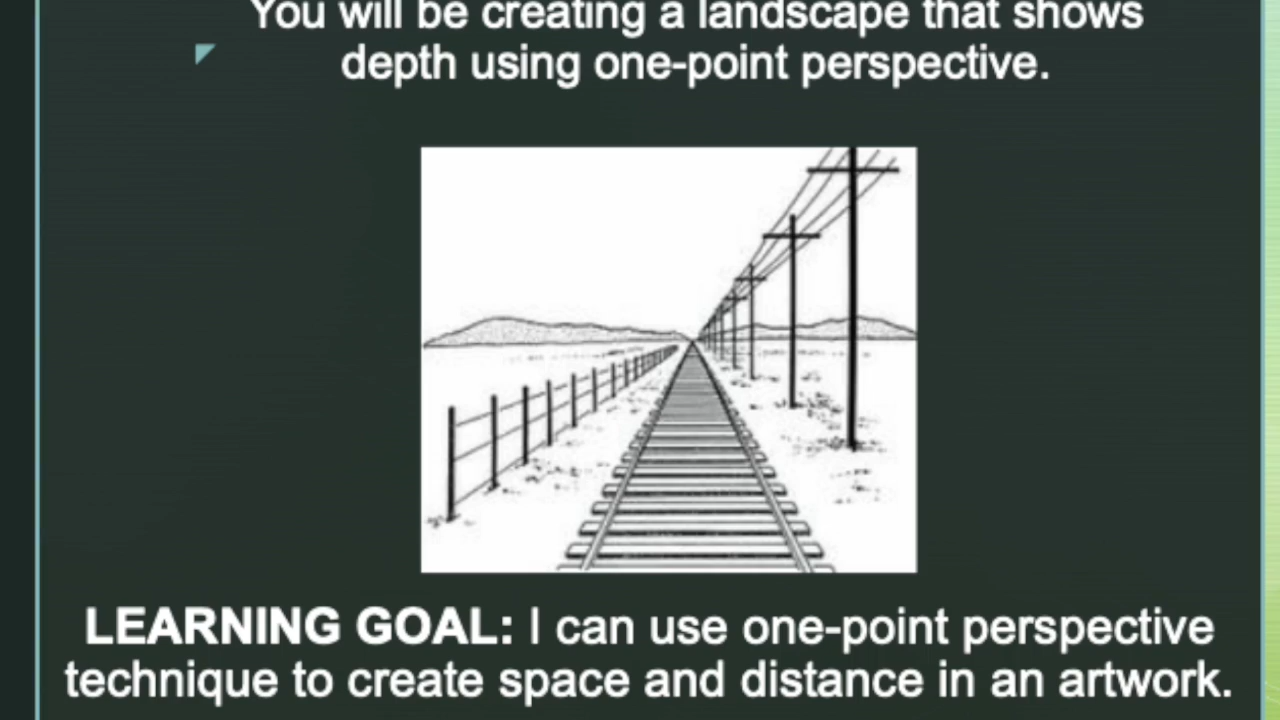 You will be creating a landscape that shows
depth using one-point perspective.
LEARNING GOAL: I can use one-point perspective
technique to create space and distance in an artwork.